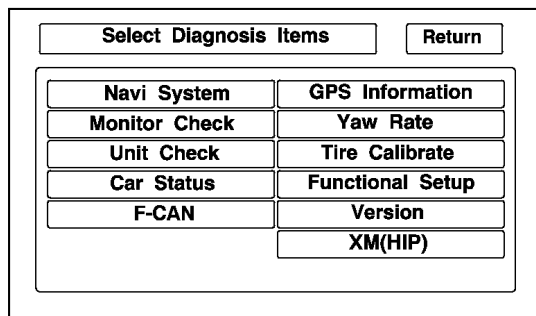 Select Diagnosis Items Return
Navi System GPS Information
Monitor Check Yaw Rate
Unit Check Tire Calibrate
Car Status Functional Setup
F-CAN Version
XM(HIP)